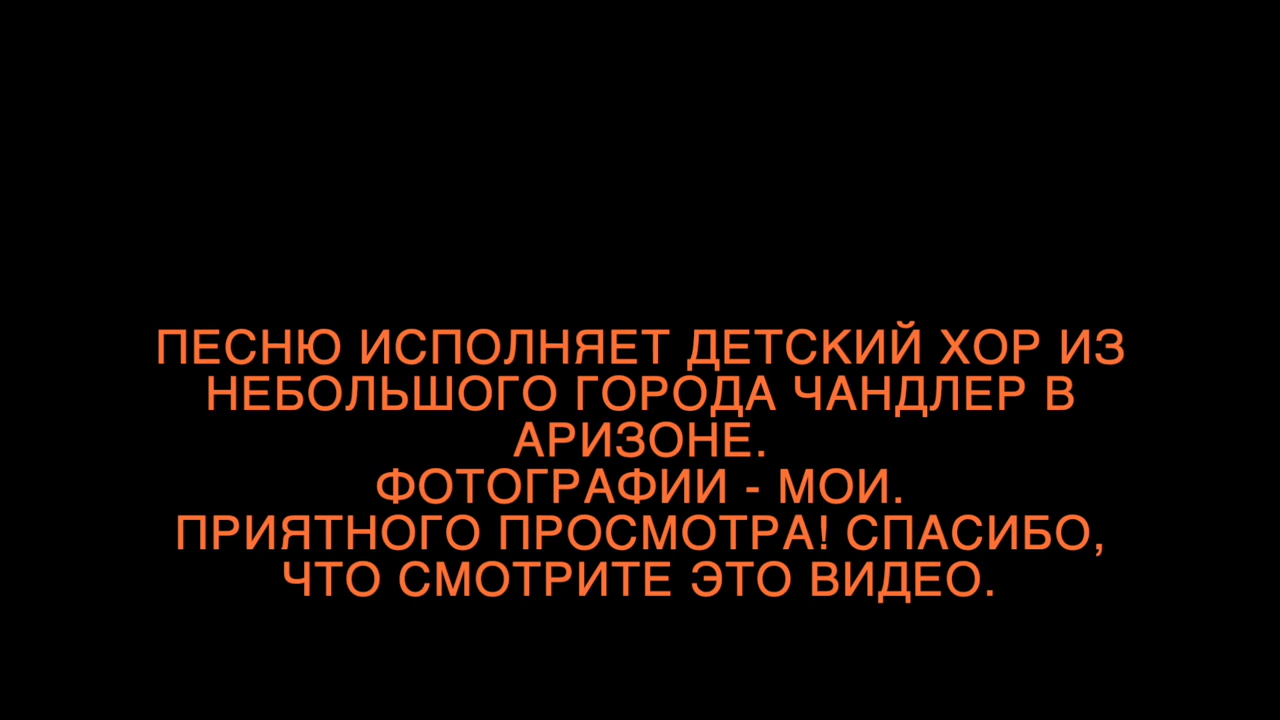 ПЕСНЮ ИСПОЛНЯЕТ ДЕТСКИЙ ХОР ИЗ
НЕБОЛЬШОГО ГОРОДА ЧАНДЛЕР В
АРИЗОНЕ.
ФОТОГРАФИИ - МОИ.
ПРИЯТНОГО ПРОСМОТРА! СПАСИБО,
ЧТО СМОТРИТЕ ЭТО ВИДЕО.